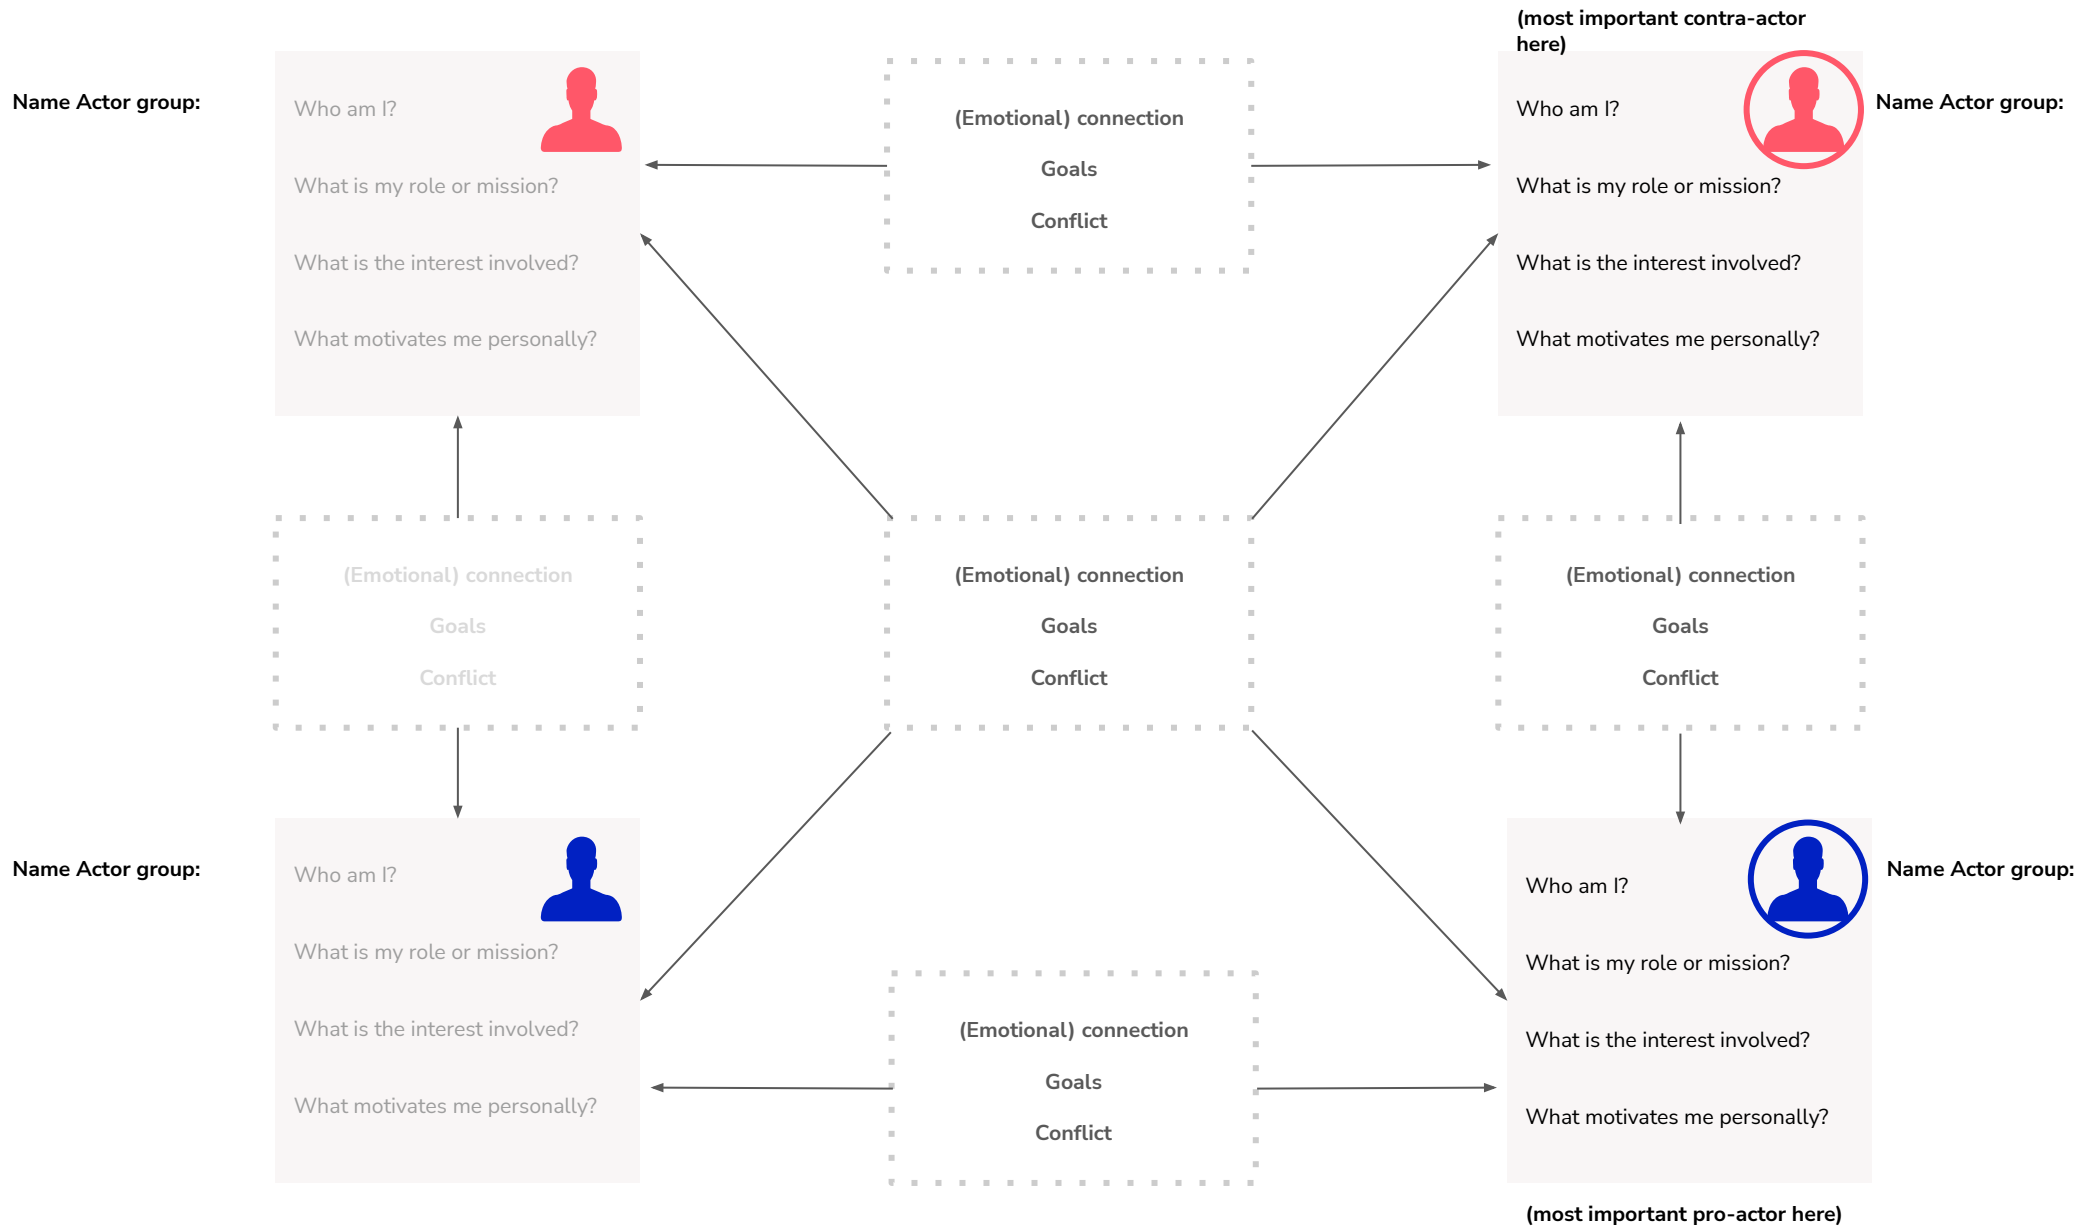 (most important contra-actor
here)
Name Actor group:
Who am I?
What is my role or mission?
What is the interest involved?
What motivates me personally?
(Emotional) connection
Goals
Conflict
Who am I?
What is my role or mission?
What is the interest involved?
What motivates me personally?
Name Actor group:
(Emotional) connection
Goals
Conflict
(Emotional) connection
Goals
Conflict
(Emotional) connection
Goals
Conflict
Name Actor group:
Who am I?
What is my role or mission?
What is the interest involved?
What motivates me personally?
(Emotional) connection
Goals
Conflict
Who am I?
What is my role or mission?
What is the interest involved?
What motivates me personally?
Name Actor group:
(most important pro-actor here)